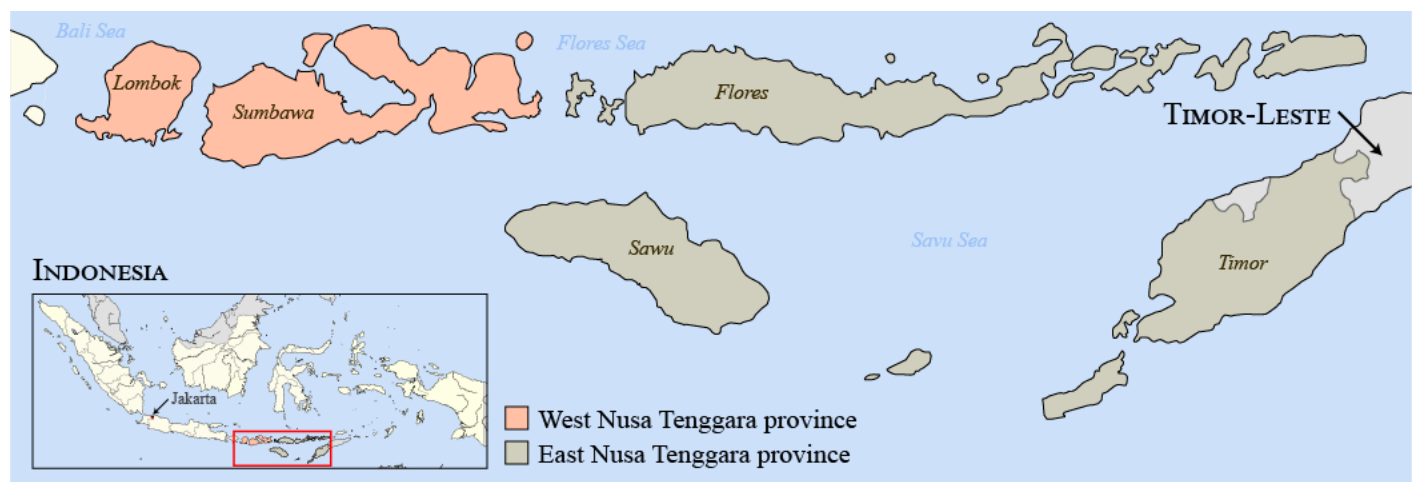 Bali Sea
Flores Sea
Lombok
Sumbawa
Flores
TIMOR-LESTE
Sawu
Savu Sea
Timor
INDONESIA
Jakarta
West Nusa Tenggara province
East Nusa Tenggara province